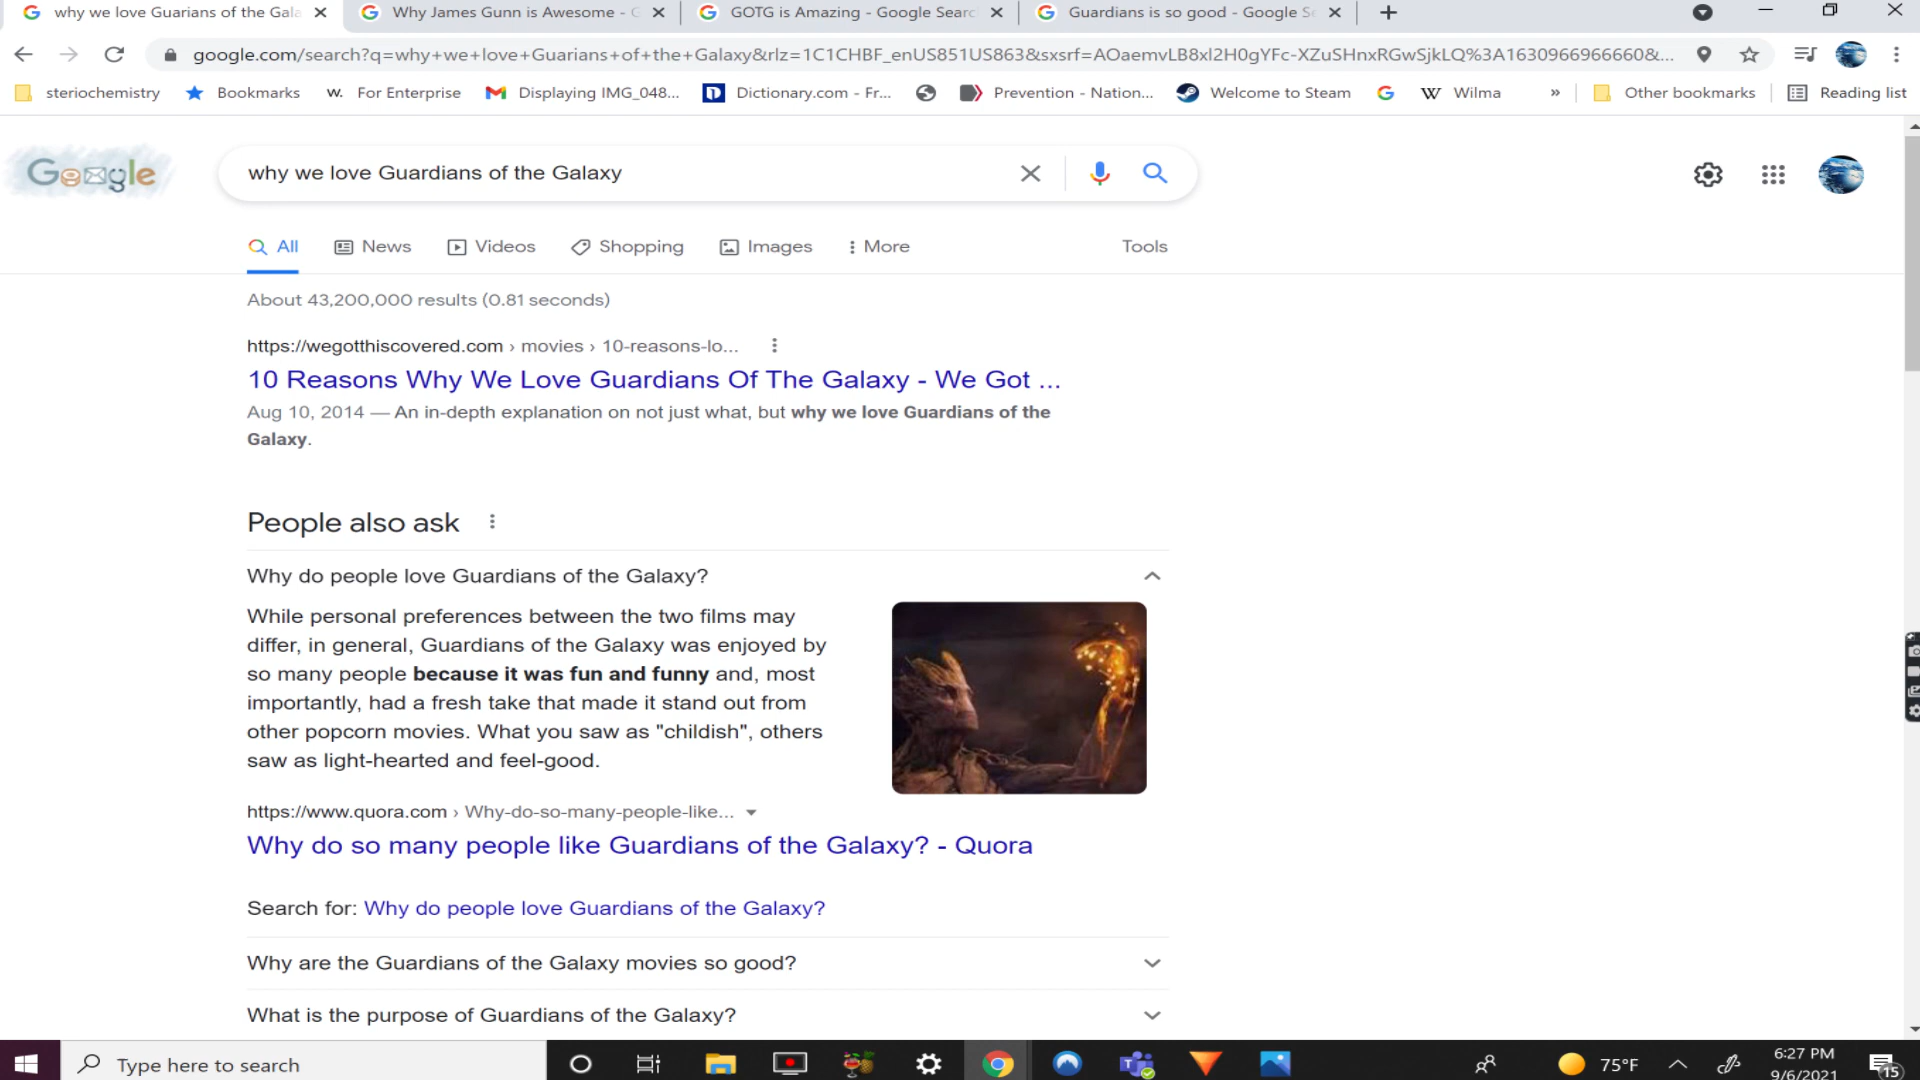 why we love Guarians of the Gala
Why James Gunn is Awesome - G
GOTG is Amazing - Google Searc
Guardians is so good - Google Se
google.com/search?q=why+we+love+Guarians+of+the+Galaxy&rlz=1C1CHBF_enUS851US863&sxsrf=AOaemvLB8xl2H0gYFc-XZuSHnxRGwSjkLQ%3A1630966966660&...
steriochemistry
Bookmarks
w. For Enterprise
Displaying IMG_048...
Dictionary.com - Fr...
Prevention - Nation...
Welcome to Steam
W Wilma
»
Other bookmarks
Reading list
Google
why we love Guardians of the Galaxy
All
News
Videos
Shopping
Images
More
Tools
About 43,200,000 results (0.81 seconds)
https://wegotthiscovered.com › movies › 10-reasons-lo...
10 Reasons Why We Love Guardians Of The Galaxy - We Got ...
Aug 10, 2014 — An in-depth explanation on not just what, but why we love Guardians of the
Galaxy.
People also ask
Why do people love Guardians of the Galaxy?
While personal preferences between the two films may
differ, in general, Guardians of the Galaxy was enjoyed by
so many people because it was fun and funny and, most
importantly, had a fresh take that made it stand out from
other popcorn movies. What you saw as "childish", others
saw as light-hearted and feel-good.
https://www.quora.com › Why-do-so-many-people-like...
Why do so many people like Guardians of the Galaxy? - Quora
Search for: Why do people love Guardians of the Galaxy?
Why are the Guardians of the Galaxy movies so good?
What is the purpose of Guardians of the Galaxy?
Type here to search
75°F
6:27 PM
9/6/2021
15